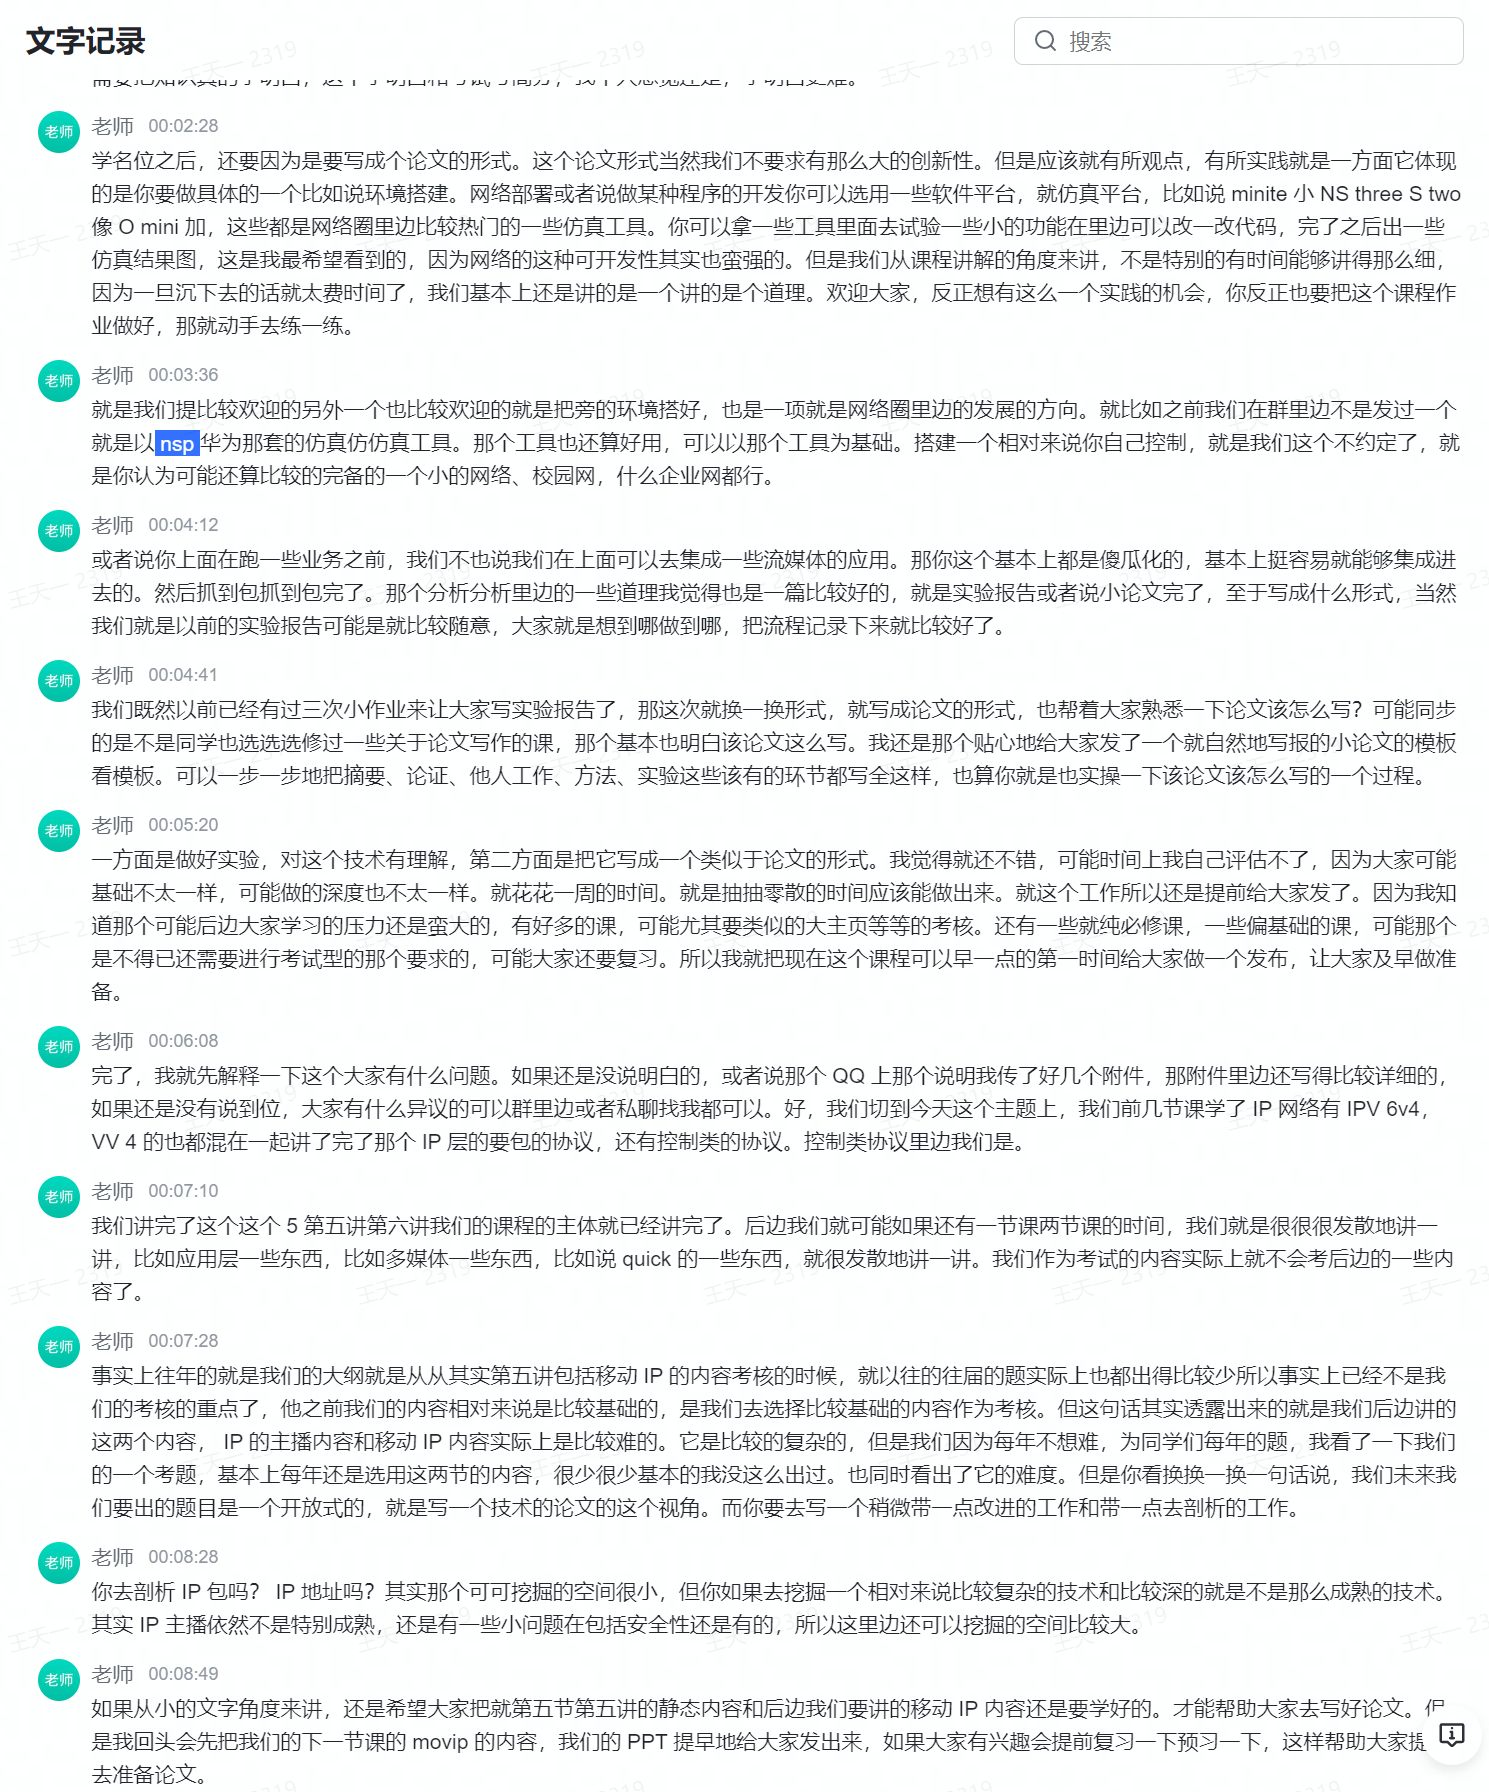 文字记录
搜索
老师 00:02:28
学名位之后，还要因为是要写成个论文的形式。这个论文形式当然我们不要求有那么大的创新性。但是应该就有所观点，有所实践就是一方面它体现
的是你要做具体的一个比如说环境搭建。网络部署或者说做某种程序的开发你可以选用一些软件平台，就仿真平台，比如说 minite 小 NS three S two
像 O mini 加，这些都是网络圈里边比较热门的一些仿真工具。你可以拿一些工具里面去试验一些小的功能在里边可以改一改代码，完了之后出一些
仿真结果图，这是我最希望看到的，因为网络的这种可开发性其实也蛮强的。但是我们从课程讲解的角度来讲，不是特别的有时间能够讲得那么细，
因为一旦沉下去的话就太费时间了，我们基本上还是讲的是一个讲的是个道理。欢迎大家，反正想有这么一个实践的机会，你反正也要把这个课程作
业做好，那就动手去练一练。
老师 00:03:36
就是我们提比较欢迎的另外一个也比较欢迎的就是把旁的环境搭好，也是一项就是网络圈里边的发展的方向。就比如之前我们在群里边不是发过一个
就是以 nsp 华为那套的仿真仿仿真工具。那个工具也还算好用，可以以那个工具为基础。搭建一个相对来说你自己控制，就是我们这个不约定了，就
是你认为可能还算比较的完备的一个小的网络、校园网，什么企业网都行。
老师 00:04:12
或者说你上面在跑一些业务之前，我们不也说我们在上面可以去集成一些流媒体的应用。那你这个基本上都是傻瓜化的，基本上挺容易就能够集成进
去的。然后抓到包抓到包完了。那个分析分析里边的一些道理我觉得也是一篇比较好的，就是实验报告或者说小论文完了，至于写成什么形式，当然
我们就是以前的实验报告可能是就比较随意，大家就是想到哪做到哪，把流程记录下来就比较好了。
老师 00:04:41
我们既然以前已经有过三次小作业来让大家写实验报告了，那这次就换一换形式，就写成论文的形式，也帮着大家熟悉一下论文该怎么写？可能同步
的是不是同学也选选选修过一些关于论文写作的课，那个基本也明白该论文这么写。我还是那个贴心地给大家发了一个就自然地写报的小论文的模板
看模板。可以一步一步地把摘要、论证、他人工作、方法、实验这些该有的环节都写全这样，也算你就是也实操一下该论文该怎么写的一个过程。
老师 00:05:20
一方面是做好实验，对这个技术有理解，第二方面是把它写成一个类似于论文的形式。我觉得就还不错，可能时间上我自己评估不了，因为大家可能
基础不太一样，可能做的深度也不太一样。就花花一周的时间。就是抽抽零散的时间应该能做出来。就这个工作所以还是提前给大家发了。因为我知
道那个可能后边大家学习的压力还是蛮大的，有好多的课，可能尤其要类似的大主页等等的考核。还有一些就纯必修课，一些偏基础的课，可能那个
是不得已还需要进行考试型的那个要求的，可能大家还要复习。所以我就把现在这个课程可以早一点的第一时间给大家做一个发布，让大家及早做准
备。
老师 00:06:08
完了，我就先解释一下这个大家有什么问题。如果还是没说明白的，或者说那个 QQ 上那个说明我传了好几个附件，那附件里边还写得比较详细的，
如果还是没有说到位，大家有什么异议的可以群里边或者私聊找我都可以。好，我们切到今天这个主题上，我们前几节课学了 IP 网络有 IPV 6v4，
VV 4 的也都混在一起讲了完了那个 IP 层的要包的协议，还有控制类的协议。控制类协议里边我们是。
老师 00:07:10
我们讲完了这个这个 5 第五讲第六讲我们的课程的主体就已经讲完了。后边我们就可能如果还有一节课两节课的时间，我们就是很很很发散地讲一
讲，比如应用层一些东西，比如多媒体一些东西，比如说 quick 的一些东西，就很发散地讲一讲。我们作为考试的内容实际上就不会考后边的一些内
容了。
老师 00:07:28
事实上往年的就是我们的大纲就是从从其实第五讲包括移动 IP 的内容考核的时候，就以往的往届的题实际上也都出得比较少所以事实上已经不是我
们的考核的重点了，他之前我们的内容相对来说是比较基础的，是我们去选择比较基础的内容作为考核。但这句话其实透露出来的就是我们后边讲的
这两个内容， IP 的主播内容和移动 IP 内容实际上是比较难的。它是比较的复杂的，但是我们因为每年不想难，为同学们每年的题，我看了一下我们
的一个考题，基本上每年还是选用这两节的内容，很少很少基本的我没这么出过。也同时看出了它的难度。但是你看换换一换一句话说，我们未来我
们要出的题目是一个开放式的，就是写一个技术的论文的这个视角。而你要去写一个稍微带一点改进的工作和带一点去剖析的工作。
老师 00:08:28
你去剖析 IP 包吗？ IP 地址吗？其实那个可可挖掘的空间很小，但你如果去挖掘一个相对来说比较复杂的技术和比较深的就是不是那么成熟的技术。
其实 IP 主播依然不是特别成熟，还是有一些小问题在包括安全性还是有的，所以这里边还可以挖掘的空间比较大。
老师 00:08:49
如果从小的文字角度来讲，还是希望大家把就第五节第五讲的静态内容和后边我们要讲的移动 IP 内容还是要学好的。才能帮助大家去写好论文。但
是我回头会先把我们的下一节课的 movip 的内容，我们的 PPT 提早地给大家发出来，如果大家有兴趣会提前复习一下预习一下，这样帮助大家提
去准备论文。